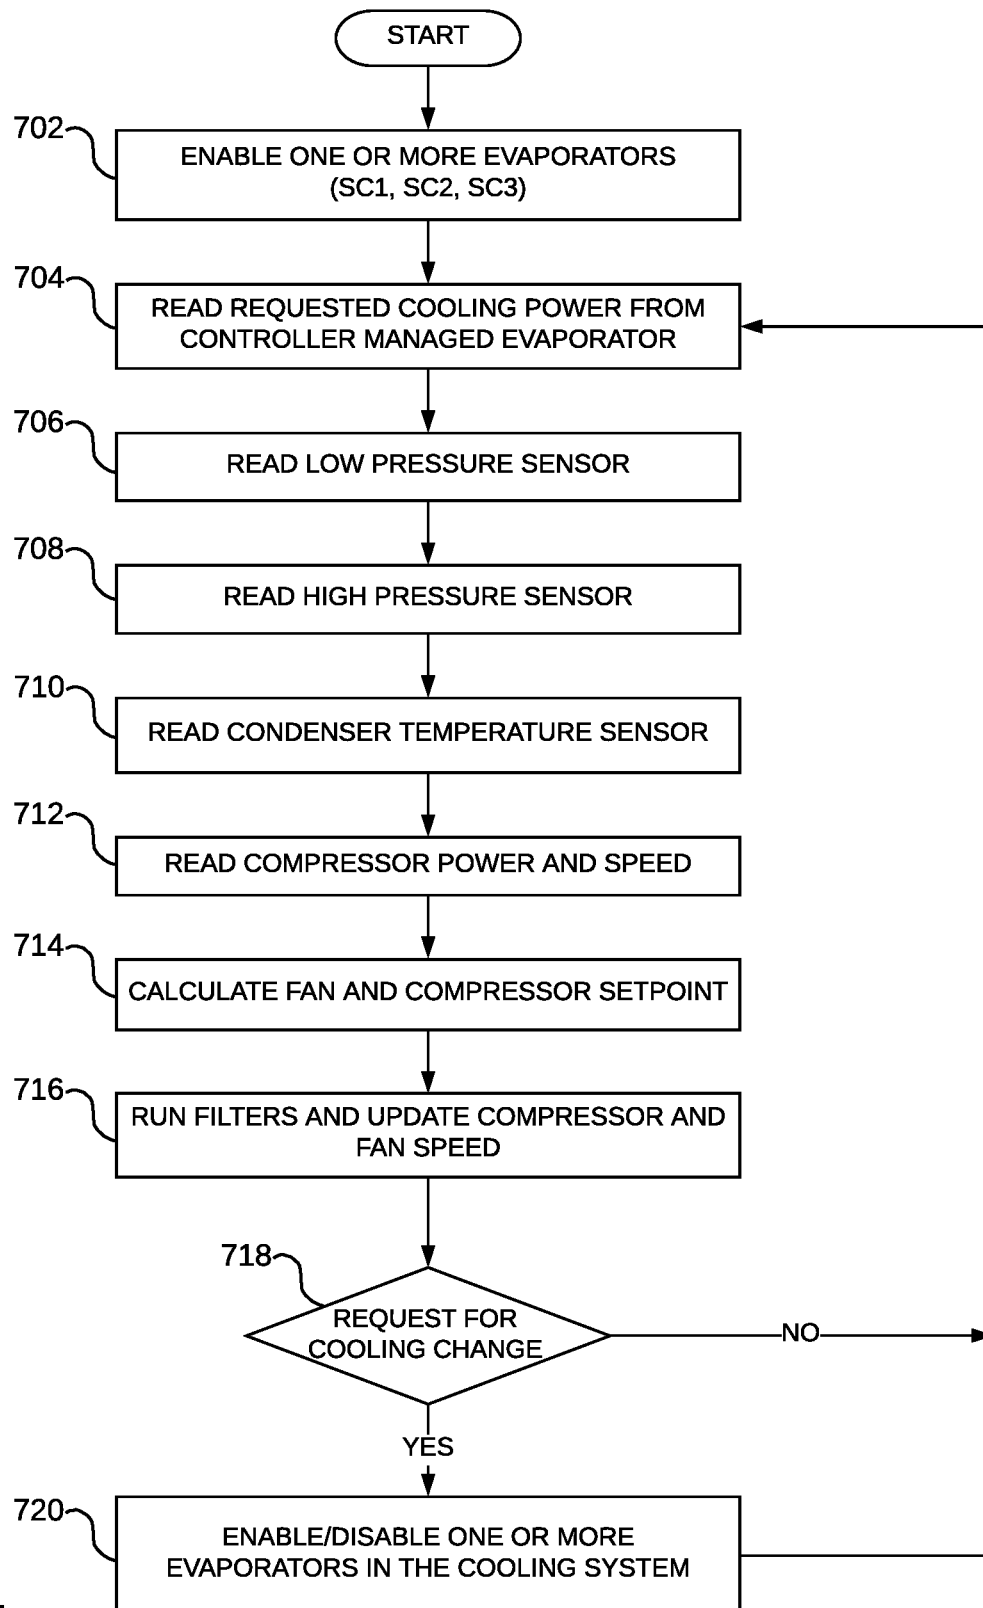 START
702
ENABLE ONE OR MORE EVAPORATORS
(SC1, SC2, SC3)
704
READ REQUESTED COOLING POWER FROM
CONTROLLER MANAGED EVAPORATOR
706
READ LOW PRESSURE SENSOR
708
READ HIGH PRESSURE SENSOR
710
READ CONDENSER TEMPERATURE SENSOR
712
READ COMPRESSOR POWER AND SPEED
714
CALCULATE FAN AND COMPRESSOR SETPOINT
716
RUN FILTERS AND UPDATE COMPRESSOR AND
FAN SPEED
718
REQUEST FOR
COOLING CHANGE
NO
YES
720
ENABLE/DISABLE ONE OR MORE
EVAPORATORS IN THE COOLING SYSTEM